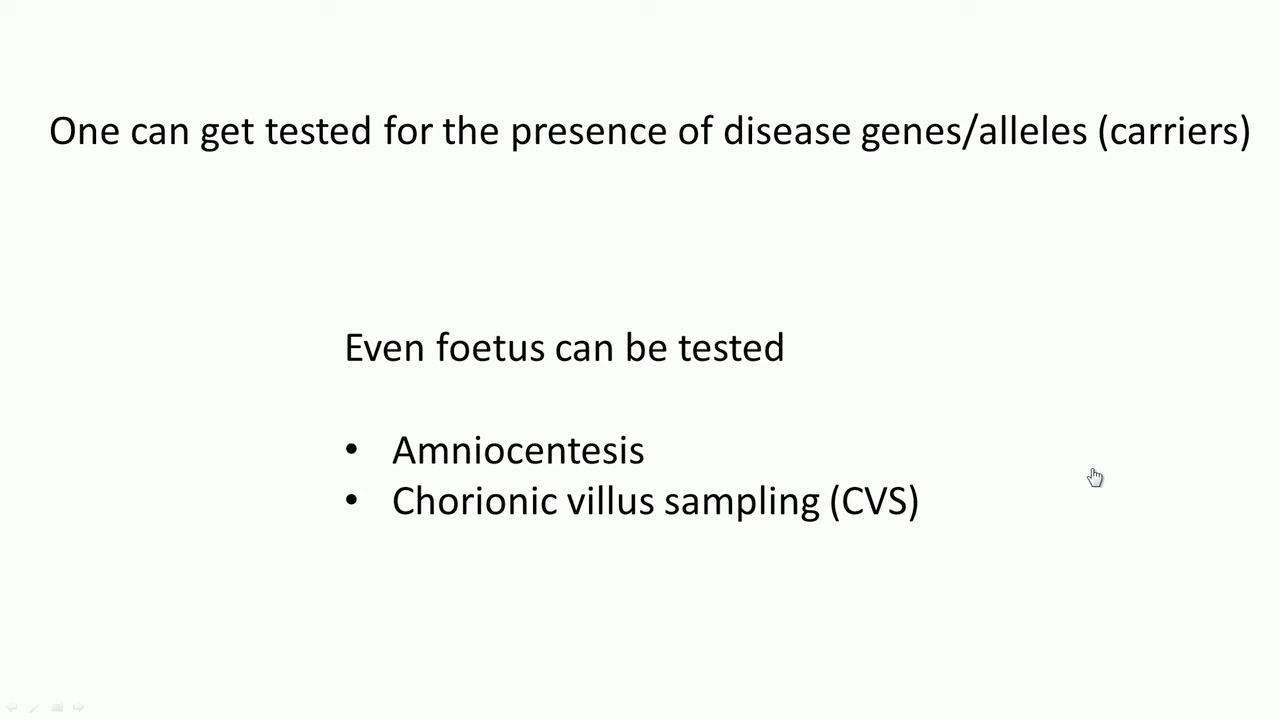 One can get tested for the presence of disease genes/alleles (carriers)
Even foetus can be tested
• Amniocentesis
• Chorionic villus sampling (CVS)